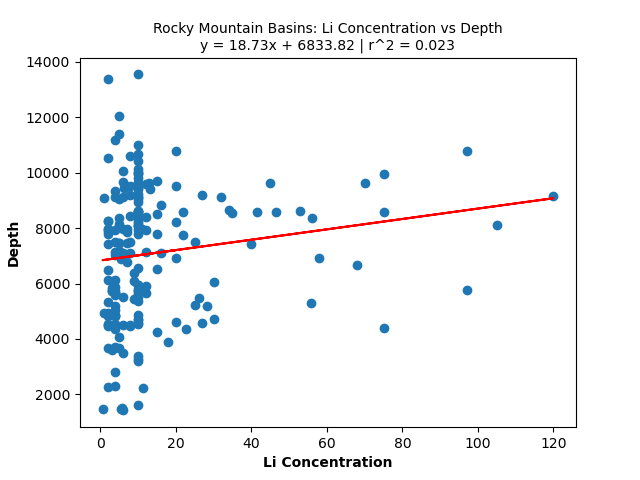 Rocky Mountain Basins: Li Concentration vs Depth
y = 18.73x + 6833.82 | r^2 = 0.023
14000
12000
10000
8000
6000
4000
2000
Depth
0 20 40 60 80 100 120
Li Concentration